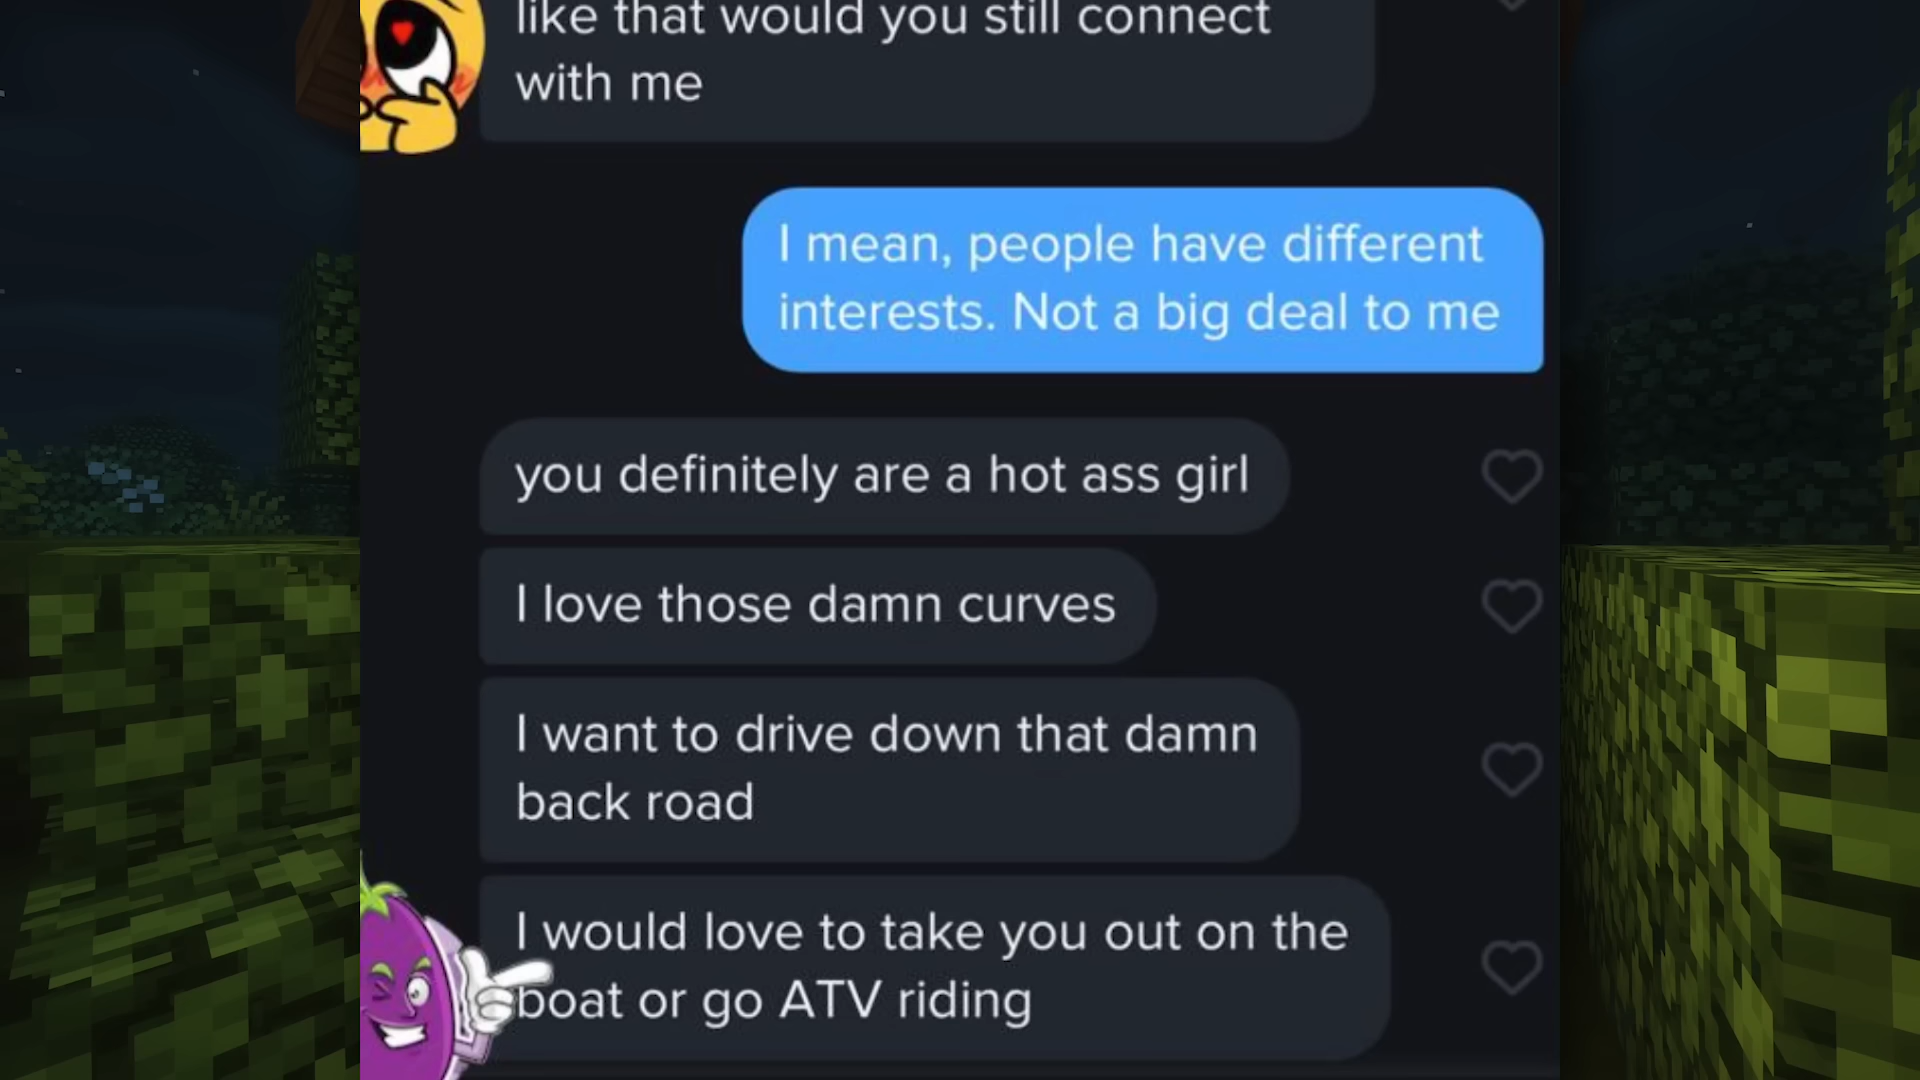 like that would you still connect
with me
I mean, people have different
interests. Not a big deal to me
you definitely are a hot ass girl
I love those damn curves
I want to drive down that damn
back road
I would love to take you out on the
boat or go ATV riding